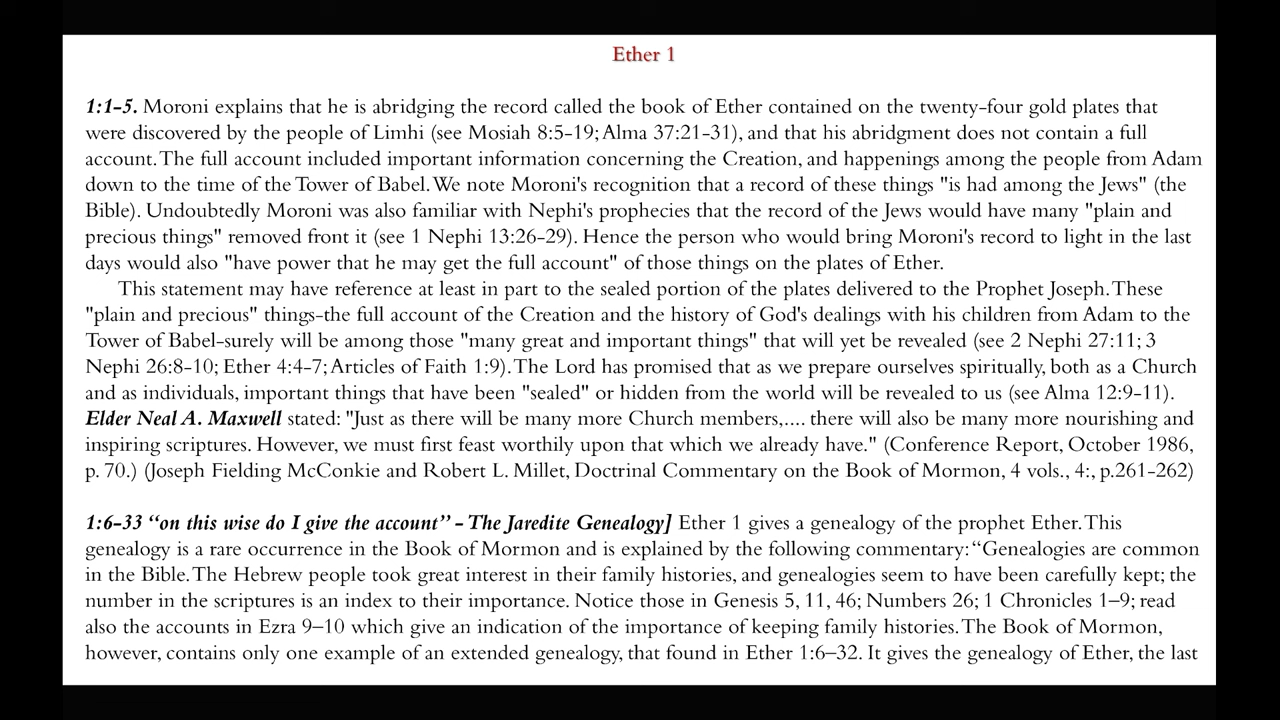 Ether 1
1:1-5. Moroni explains that he is abridging the record called the book of Ether contained on the twenty-four gold plates that
were discovered by the people of Limhi (see Mosiah 8:5-19; Alma 37:21-31), and that his abridgment does not contain a full
account. The full account included important information concerning the Creation, and happenings among the people from Adam
down to the time of the Tower of Babel. We note Moroni's recognition that a record of these things "is had among the Jews" (the
Bible). Undoubtedly Moroni was also familiar with Nephi's prophecies that the record of the Jews would have many "plain and
precious things" removed front it (see 1 Nephi 13:26-29). Hence the person who would bring Moroni's record to light in the last
days would also "have power that he may get the full account" of those things on the plates of Ether.
This statement may have reference at least in part to the sealed portion of the plates delivered to the Prophet Joseph. These
"plain and precious" things-the full account of the Creation and the history of God's dealings with his children from Adam to the
Tower of Babel-surely will be among those "many great and important things" that will yet be revealed (see 2 Nephi 27:11; 3
Nephi 26:8-10; Ether 4:4-7; Articles of Faith 1:9). The Lord has promised that as we prepare ourselves spiritually, both as a Church
and as individuals, important things that have been "sealed" or hidden from the world will be revealed to us (see Alma 12:9-11).
Elder Neal A. Maxwell stated: "Just as there will be many more Church members,.... there will also be many more nourishing and
inspiring scriptures. However, we must first feast worthily upon that which we already have." (Conference Report, October 1986,
p. 70.) (Joseph Fielding McConkie and Robert L. Millet, Doctrinal Commentary on the Book of Mormon, 4 vols., 4:, p.261-262)
1:6-33 “on this wise do I give the account” - The Jaredite Genealogy] Ether 1 gives a genealogy of the prophet Ether. This
genealogy is a rare occurrence in the Book of Mormon and is explained by the following commentary: “Genealogies are common
in the Bible. The Hebrew people took great interest in their family histories, and genealogies seem to have been carefully kept; the
number in the scriptures is an index to their importance. Notice those in Genesis 5, 11, 46; Numbers 26; 1 Chronicles 1–9; read
also the accounts in Ezra 9–10 which give an indication of the importance of keeping family histories. The Book of Mormon,
however, contains only one example of an extended genealogy, that found in Ether 1:6–32. It gives the genealogy of Ether, the last